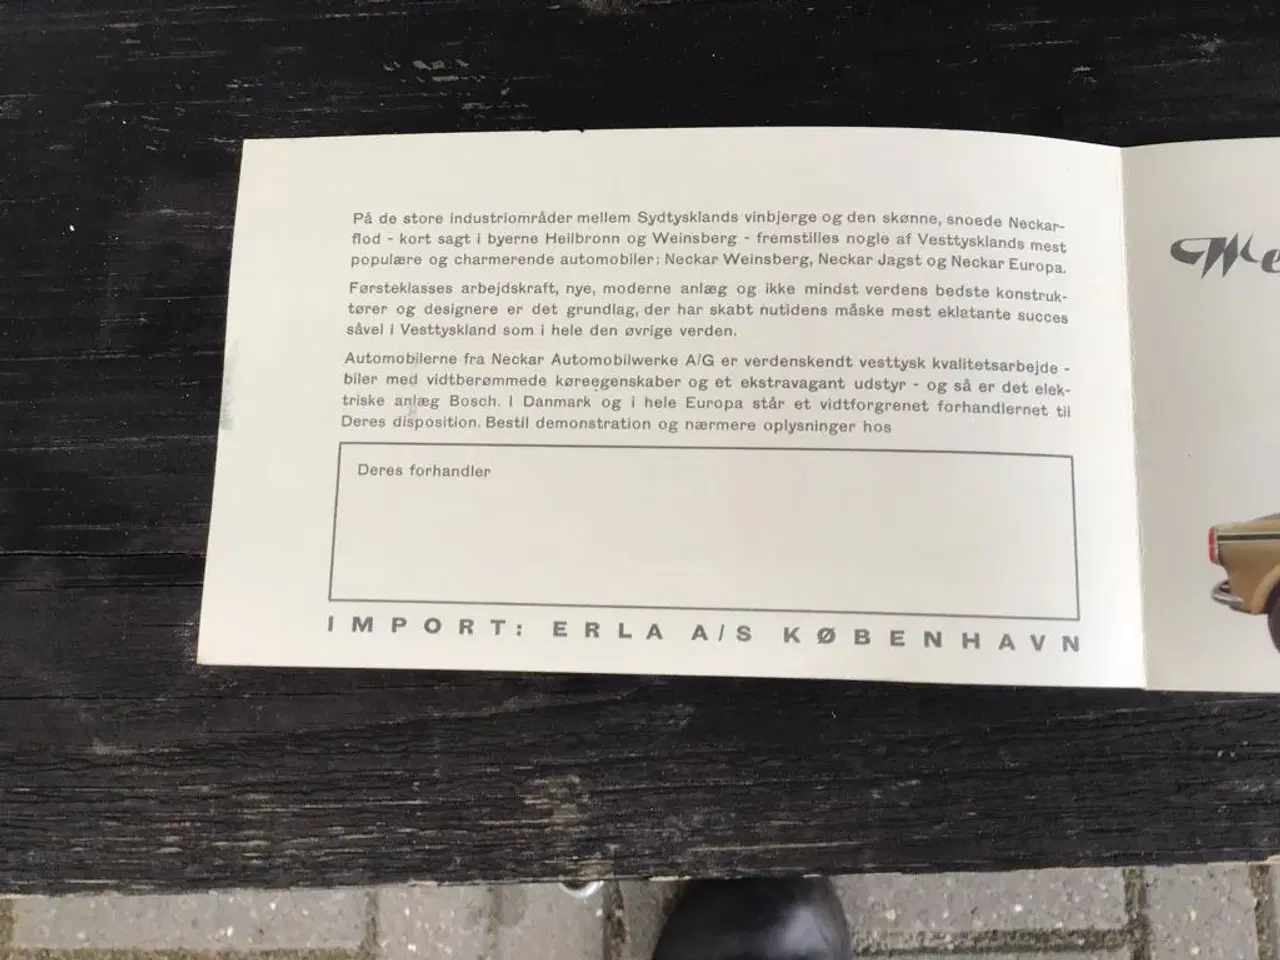 På de store industriområder mellem Sydtysklands vinbjerge og den skønne, snoede Neckar-
flod - kort sagt i byerne Heilbronn og Weinsberg - fremstilles nogle af Vesttysklands mest
populære og charmerende automobiler: Neckar Weinsberg, Neckar Jagst og Neckar Europa.
Førsteklasses arbejdskraft, nye, moderne anlæg og ikke mindst verdens bedste konstruk-
tører og designere er det grundlag, der har skabt nutidens måske mest eklatante succes
såvel i Vesttyskland som i hele den øvrige verden.
Automobilerne fra Neckar Automobilwerke A/G er verdenskendt vesttysk kvalitetsarbejde -
biler med vidtberømmede køreegenskaber og et ekstravagant udstyr - og så er det elek-
triske anlæg Bosch. I Danmark og i hele Europa står et vidtforgrenet forhandlernet til
Deres disposition. Bestil demonstration og nærmere oplysninger hos
Deres forhandler
IMPORT: ERLA A/S KØBENHAVN